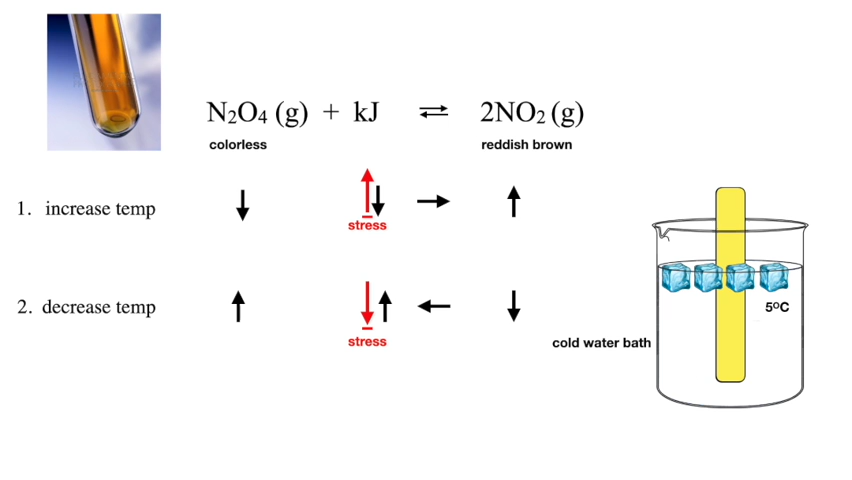 N₂O₄ (g) + kJ ⇌ 2NO₂ (g)
colorless reddish brown
1. increase temp ↓ ↑↓ → ↑
stress
2. decrease temp ↑ ↓↑ ← ↓
stress
5ºC
cold water bath